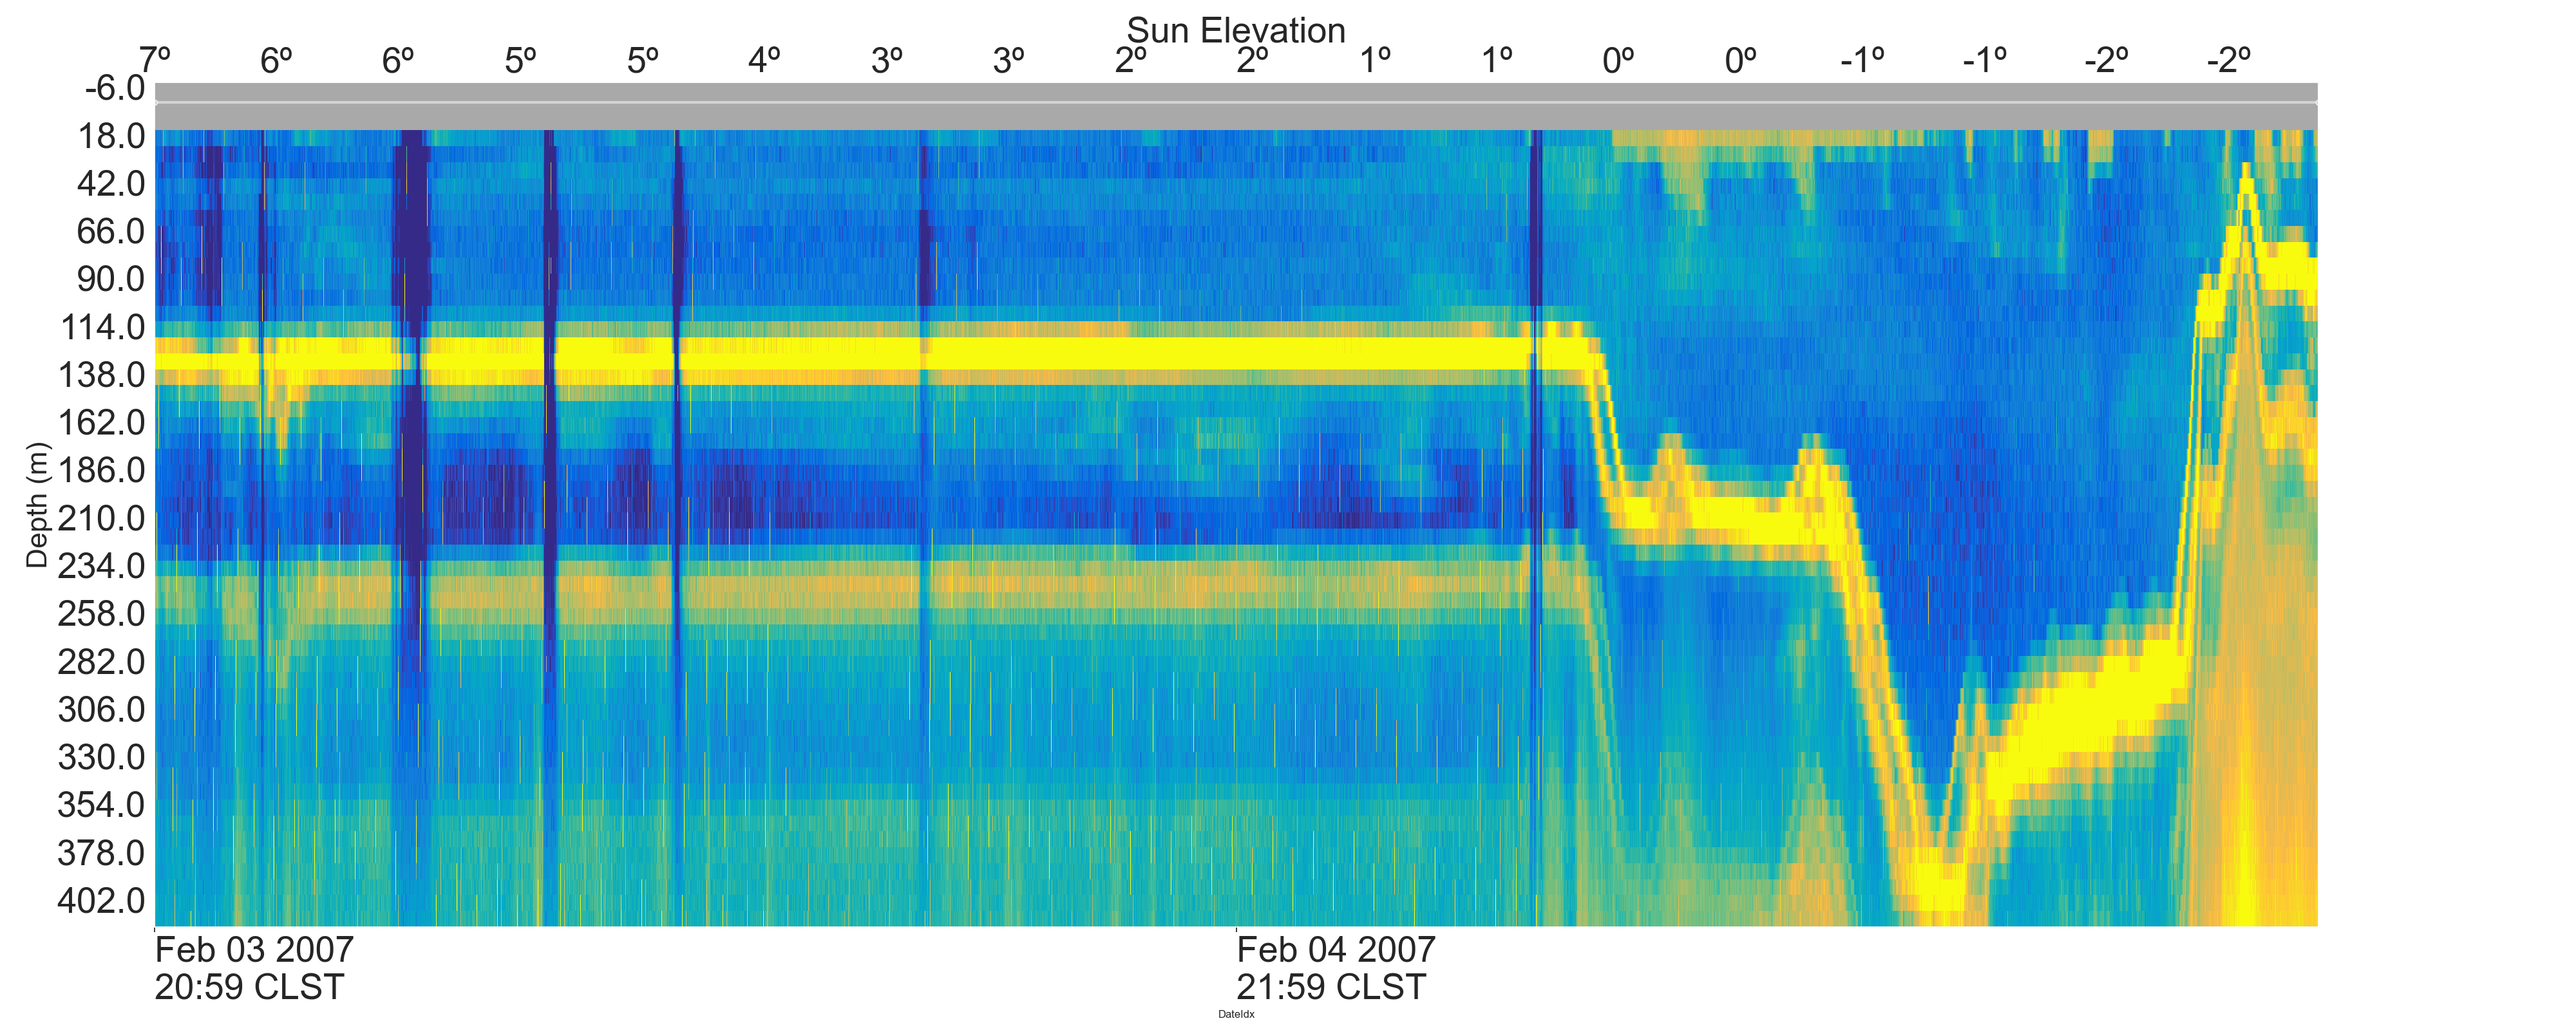 Sun Elevation
7º 6º 6º 5º 5º 4º 3º 3º 2º 2º 1º 1º 0º 0º -1º -1º -2º -2º
-6.0
18.0
42.0
66.0
90.0
114.0
138.0
162.0
186.0
210.0
234.0
258.0
282.0
306.0
330.0
354.0
378.0
402.0
Depth (m)
Feb 03 2007
20:59 CLST
Feb 04 2007
21:59 CLST
DateIdx